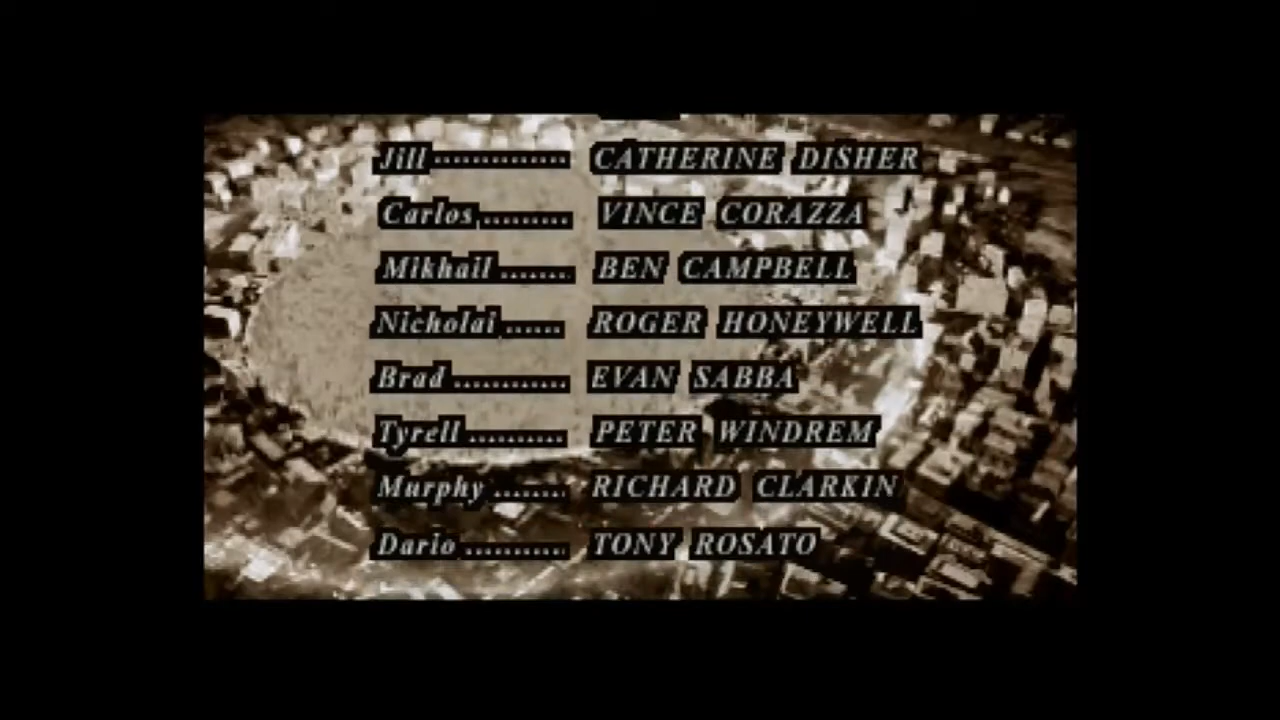 Jill .............. CATHERINE DISHER
Carlos ......... VINCE CORAZZA
Mikhail ....... BEN CAMPBELL
Nicholai ...... ROGER HONEYWELL
Brad ............ EVAN SABBA
Tyrell .......... PETER WINDREM
Murphy ........ RICHARD CLARKIN
Dario ........... TONY ROSATO